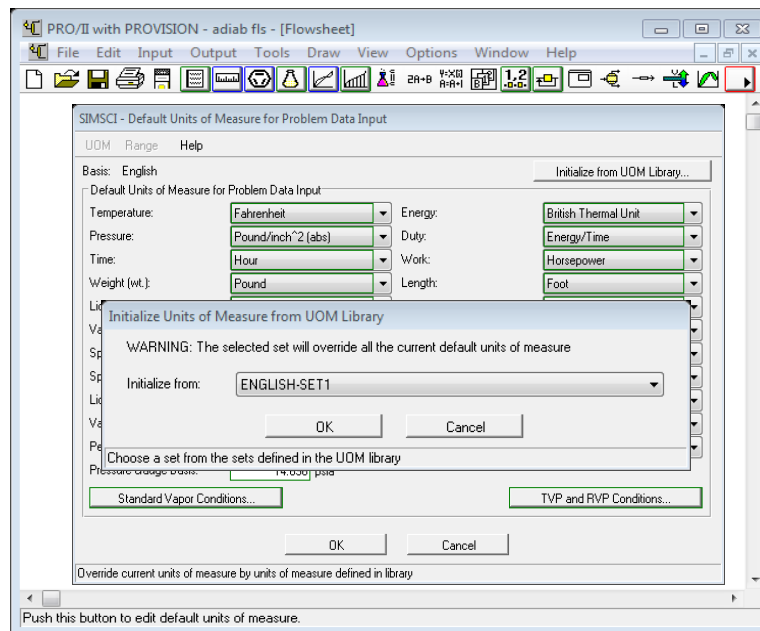 PRO/II with PROVISION - adiab fls - [Flowsheet]
File Edit Input Output Tools Draw View Options Window Help
SIMSCI - Default Units of Measure for Problem Data Input
UOM Range Help
Basis: English Initialize from UOM Library...
Default Units of Measure for Problem Data Input
Temperature: Fahrenheit Energy: British Thermal Unit
Pressure: Pound/inch^2 (abs) Duty: Energy/Time
Time: Hour Work: Horsepower
Weight (wt.): Pound Length: Foot
Initialize Units of Measure from UOM Library
WARNING: The selected set will override all the current default units of measure
Initialize from: ENGLISH-SET1
OK Cancel
Choose a set from the sets defined in the UOM library
Standard Vapor Conditions... TVP and RVP Conditions...
OK Cancel
Override current units of measure by units of measure defined in library
Push this button to edit default units of measure.